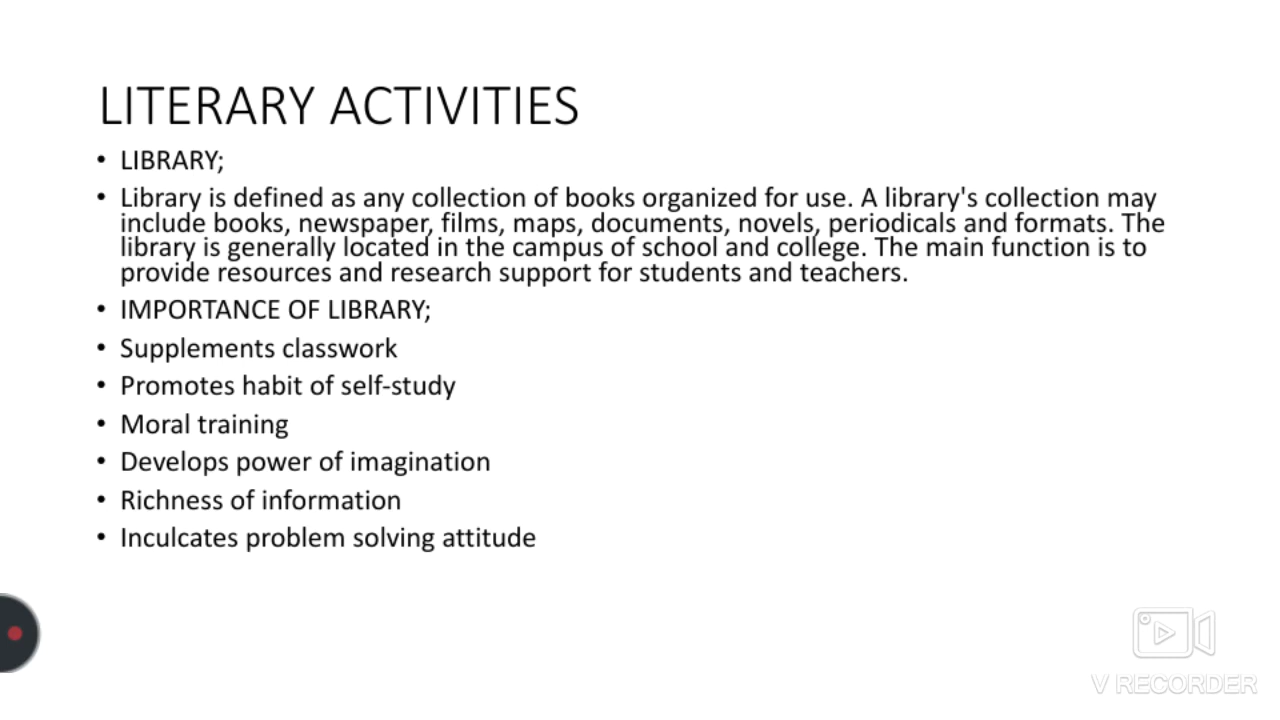 LITERARY ACTIVITIES
• LIBRARY;
• Library is defined as any collection of books organized for use. A library's collection may
include books, newspaper, films, maps, documents, novels, periodicals and formats. The
library is generally located in the campus of school and college. The main function is to
provide resources and research support for students and teachers.
• IMPORTANCE OF LIBRARY;
• Supplements classwork
• Promotes habit of self-study
• Moral training
• Develops power of imagination
• Richness of information
• Inculcates problem solving attitude
V RECORDER